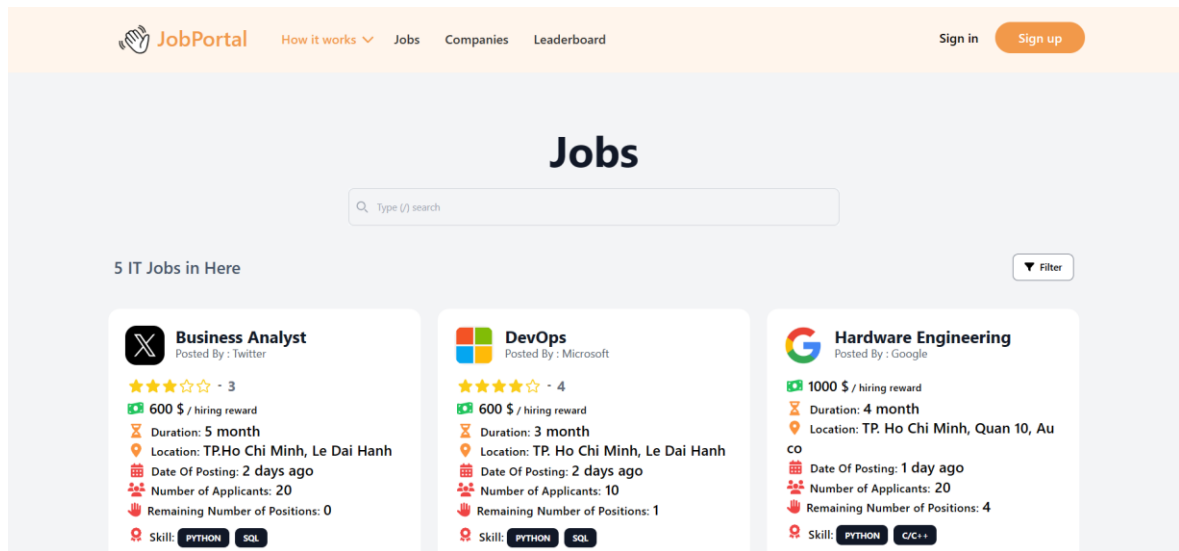 JobPortal How it works Jobs Companies Leaderboard Sign in Sign up
Jobs
Type (/) search
5 IT Jobs in Here
Filter
Business Analyst
Posted By : Twitter
- 3
600 $ / hiring reward
Duration: 5 month
Location: TP.Ho Chi Minh, Le Dai Hanh
Date Of Posting: 2 days ago
Number of Applicants: 20
Remaining Number of Positions: 0
Skill: PYTHON SQL
DevOps
Posted By : Microsoft
- 4
600 $ / hiring reward
Duration: 3 month
Location: TP. Ho Chi Minh, Le Dai Hanh
Date Of Posting: 2 days ago
Number of Applicants: 10
Remaining Number of Positions: 1
Skill: PYTHON SQL
Hardware Engineering
Posted By : Google
1000 $ / hiring reward
Duration: 4 month
Location: TP. Ho Chi Minh, Quan 10, Au
co
Date Of Posting: 1 day ago
Number of Applicants: 20
Remaining Number of Positions: 4
Skill: PYTHON C/C++